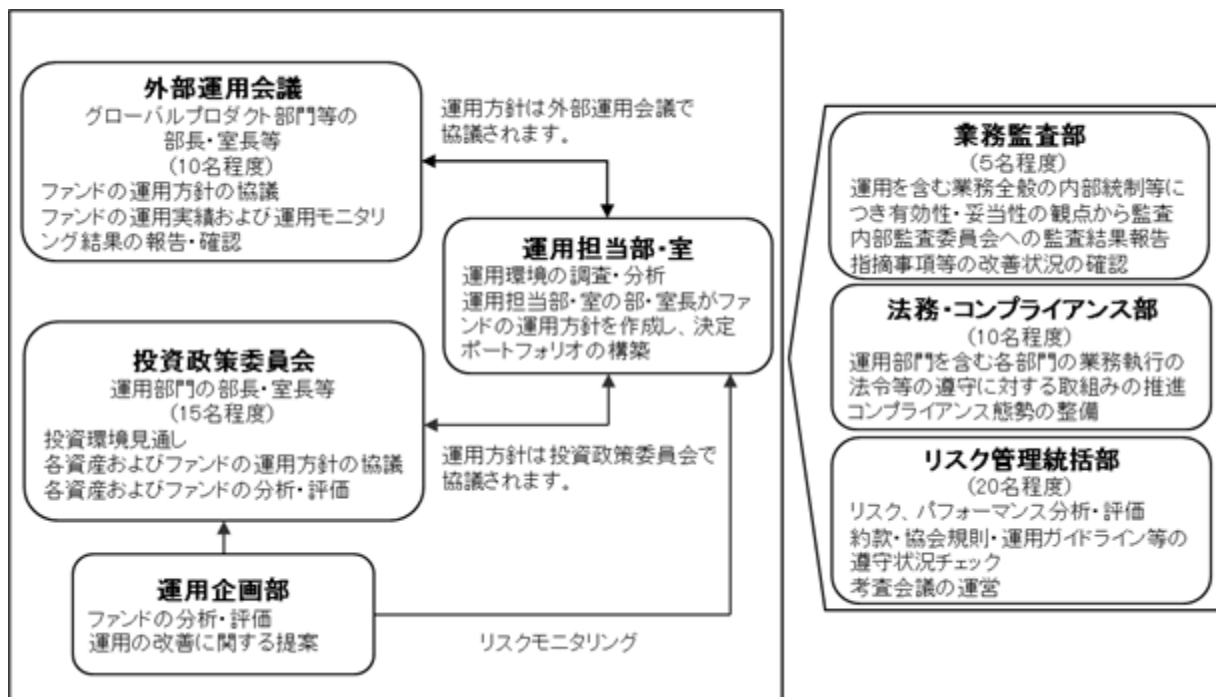 外部運用会議
グローバルプロダクト部門等の
部長・室長等
(10名程度)
ファンドの運用方針の協議
ファンドの運用実績および運用モニタリ
ング結果の報告・確認
運用方針は外部運用会議で
協議されます。
運用担当部・室
運用環境の調査・分析
運用担当部・室の部・室長がファ
ンドの運用方針を作成し、決定
ポートフォリオの構築
投資政策委員会
運用部門の部長・室長等
(15名程度)
投資環境見通し
各資産およびファンドの運用方針の協議
各資産およびファンドの分析・評価
運用方針は投資政策委員会で
協議されます。
運用企画部
ファンドの分析・評価
運用の改善に関する提案
リスクモニタリング
業務監査部
(5名程度)
運用を含む業務全般の内部統制等に
つき有効性・妥当性の観点から監査
内部監査委員会への監査結果報告
指摘事項等の改善状況の確認
法務・コンプライアンス部
(10名程度)
運用部門を含む各部門の業務執行の
法令等の遵守に対する取組みの推進
コンプライアンス態勢の整備
リスク管理統括部
(20名程度)
リスク、パフォーマンス分析・評価
約款・協会規則・運用ガイドライン等の
遵守状況チェック
考査会議の運営